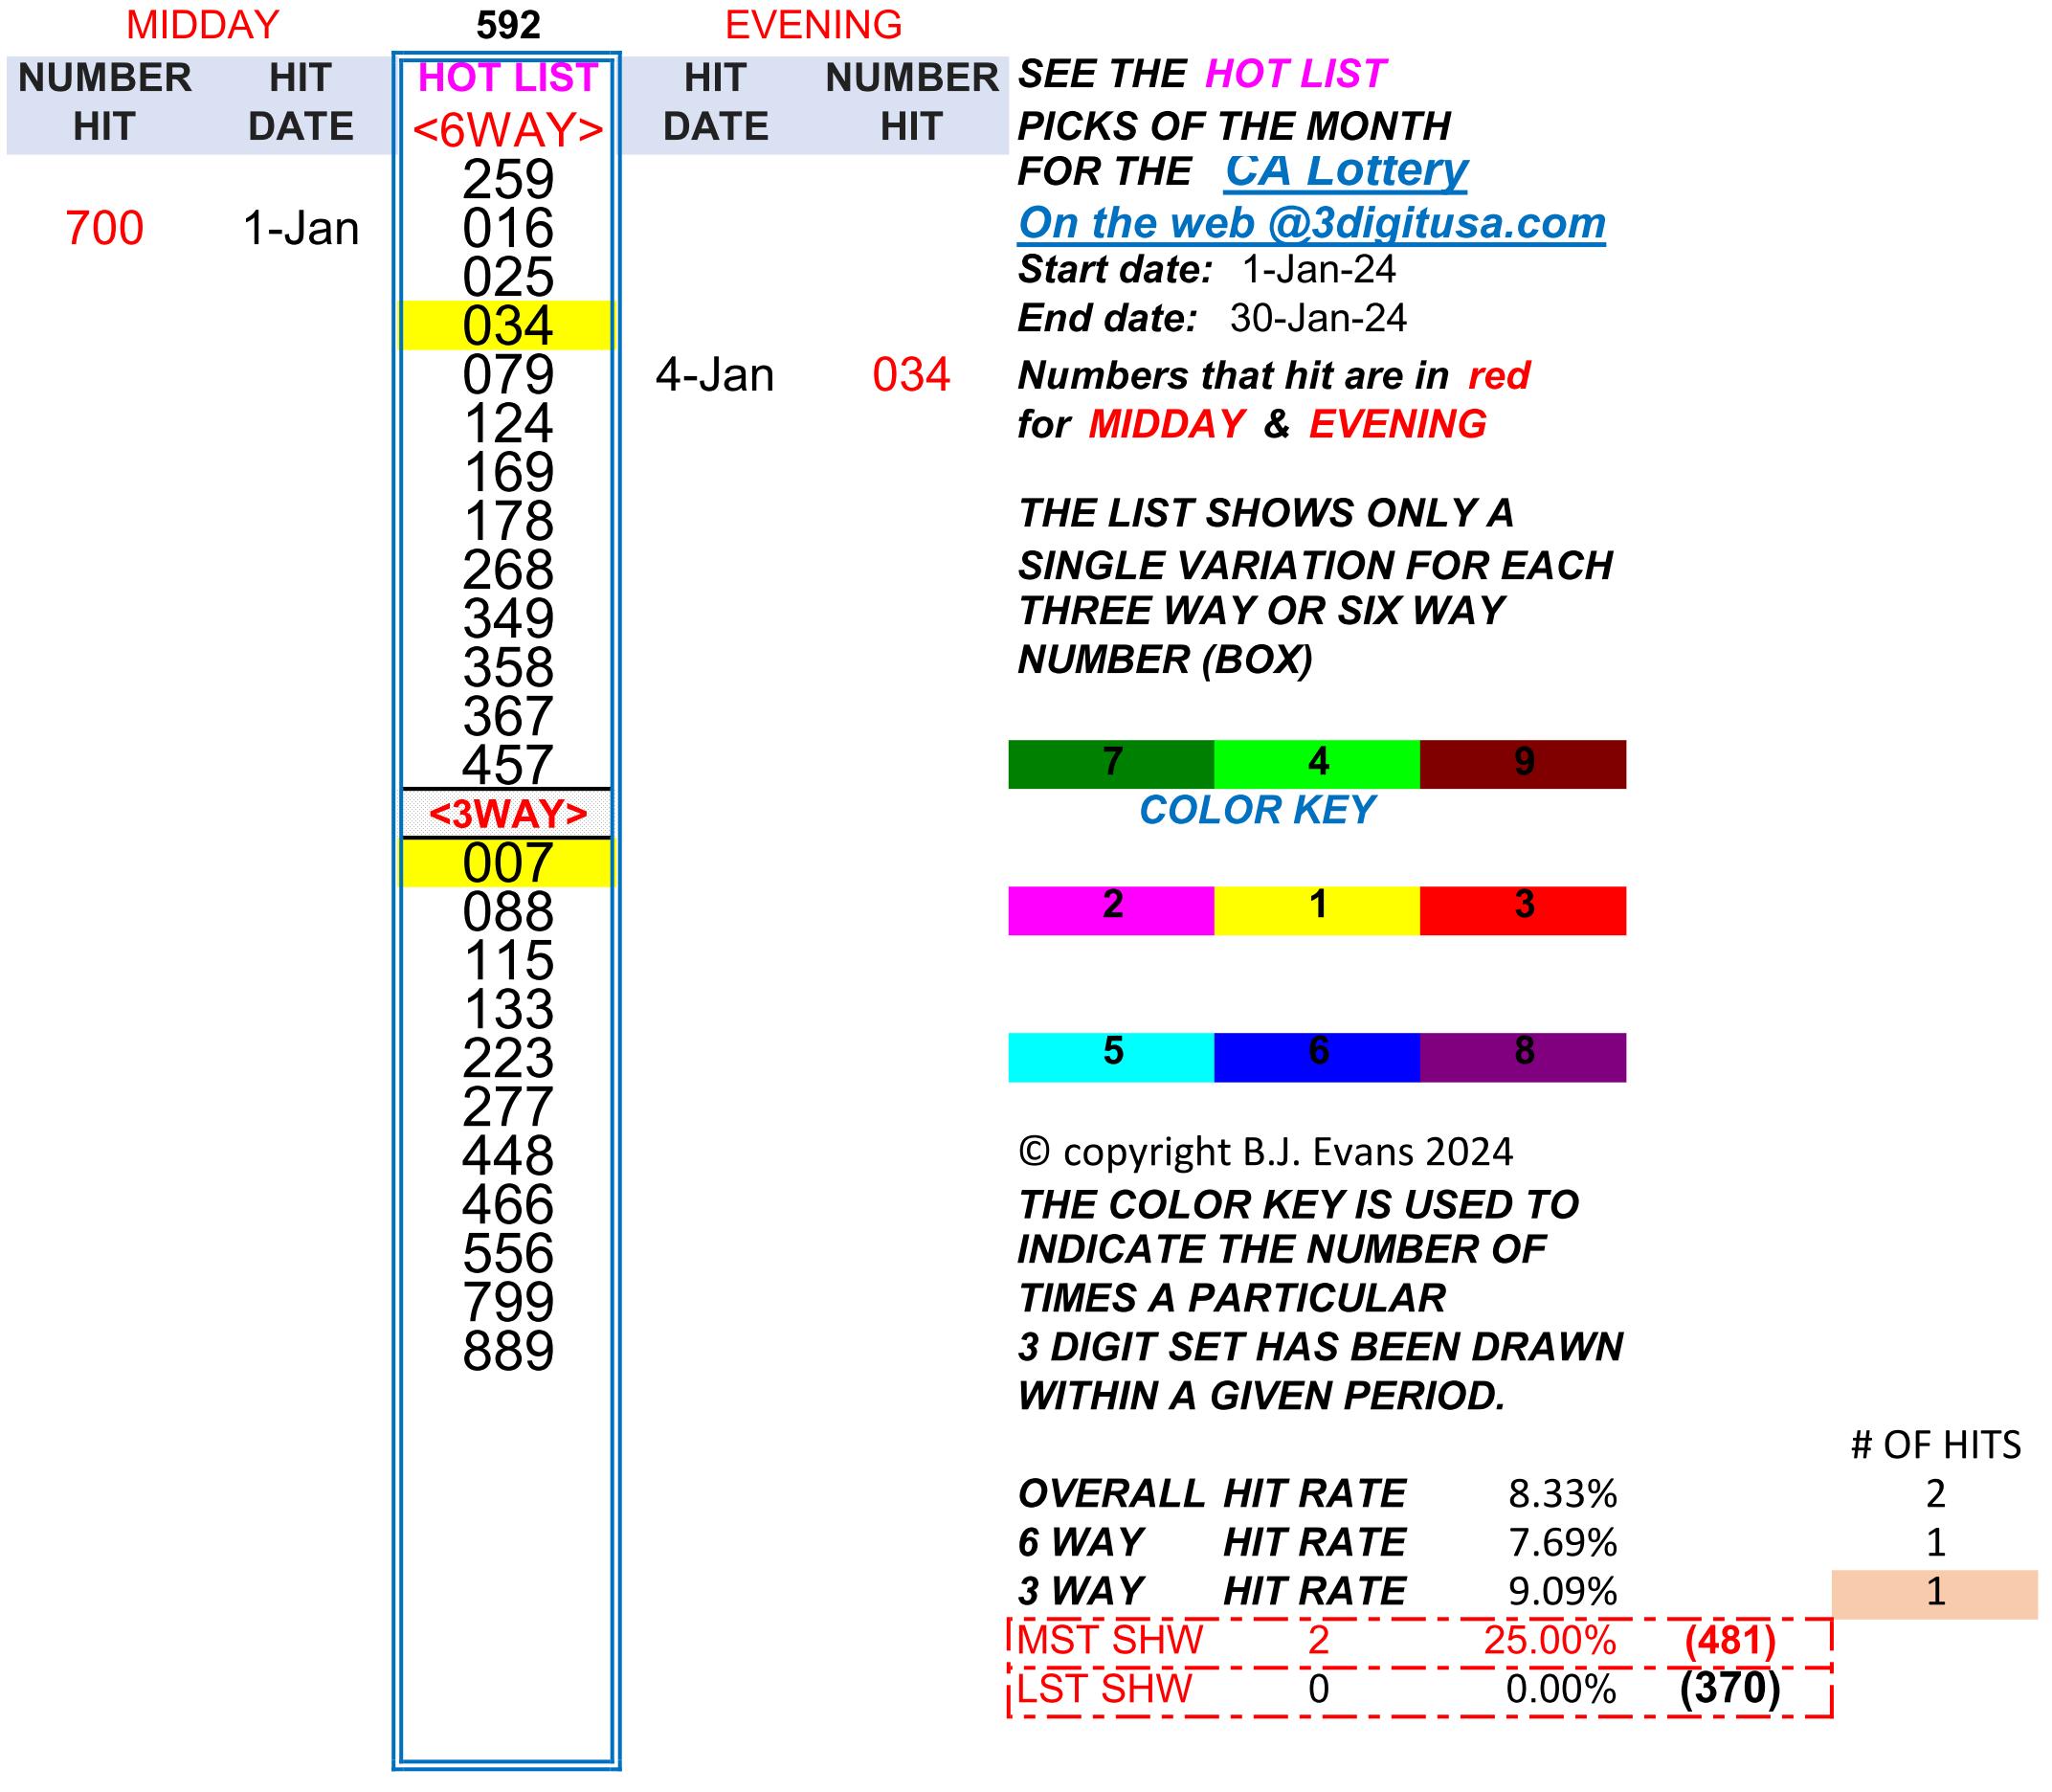 MIDDAY 592 EVENING
NUMBER HIT HOT LIST HIT NUMBER SEE THE HOT LIST
HIT DATE <6WAY> DATE HIT PICKS OF THE MONTH
259 FOR THE CA Lottery
700 1-Jan 016 On the web @3digitusa.com
025 Start date: 1-Jan-24
034 End date: 30-Jan-24
079 4-Jan 034 Numbers that hit are in red
124 for MIDDAY & EVENING
169
178 THE LIST SHOWS ONLY A
268 SINGLE VARIATION FOR EACH
349 THREE WAY OR SIX WAY
358 NUMBER (BOX)
367
457 7 4 9
<3WAY> COLOR KEY
007
088 2 1 3
115
133
223 5 6 8
277
448 © copyright B.J. Evans 2024
466 THE COLOR KEY IS USED TO
556 INDICATE THE NUMBER OF
799 TIMES A PARTICULAR
889 3 DIGIT SET HAS BEEN DRAWN
WITHIN A GIVEN PERIOD.
# OF HITS
OVERALL HIT RATE 8.33% 2
6 WAY HIT RATE 7.69% 1
3 WAY HIT RATE 9.09% 1
MST SHW 2 25.00% (481)
LST SHW 0 0.00% (370)